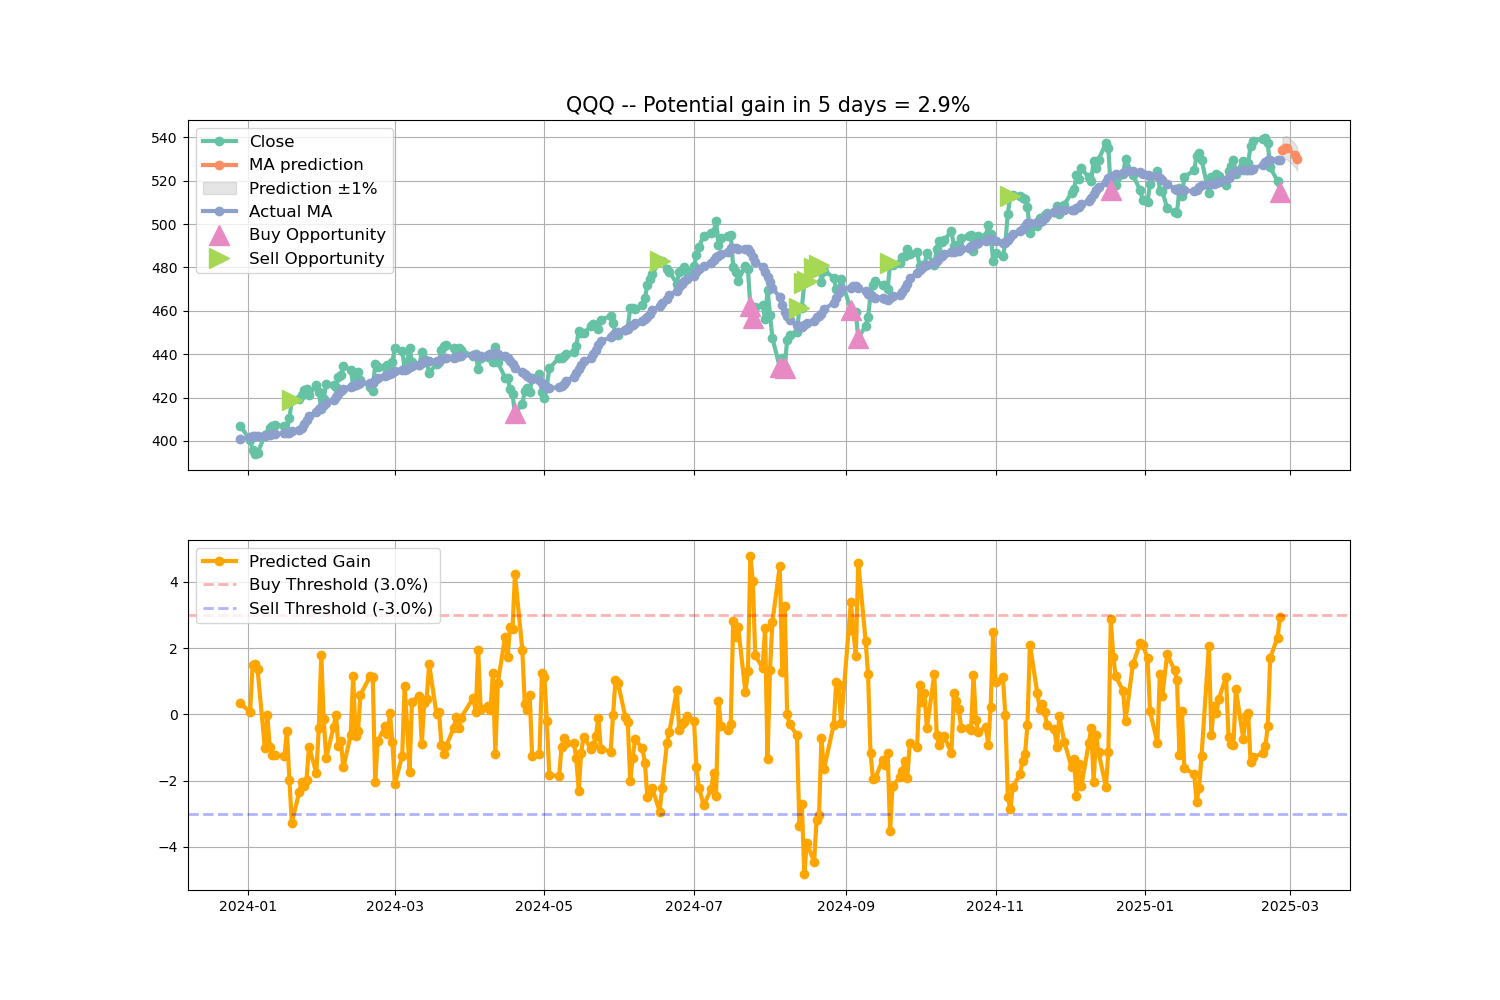 QQQ -- Potential gain in 5 days = 2.9%
Close
MA prediction
Prediction ±1%
Actual MA
Buy Opportunity
Sell Opportunity
540
520
500
480
460
440
420
400
Predicted Gain
Buy Threshold (3.0%)
Sell Threshold (-3.0%)
4
2
0
−2
−4
2024-01 2024-03 2024-05 2024-07 2024-09 2024-11 2025-01 2025-03